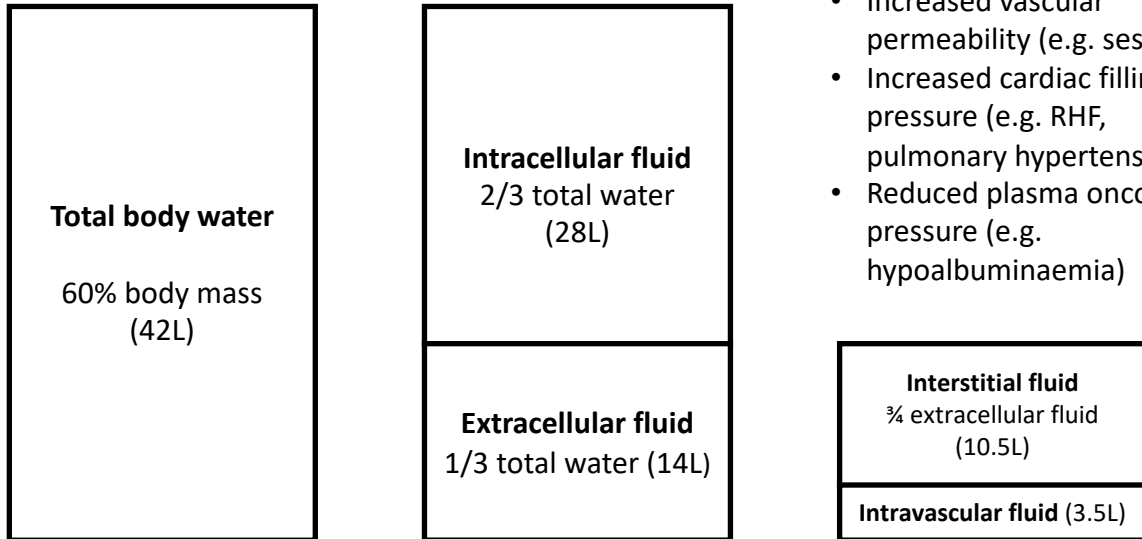 Total body water
60% body mass
(42L)
Intracellular fluid
2/3 total water
(28L)
Extracellular fluid
1/3 total water (14L)
• Increased vascular
permeability (e.g.
• Increased cardiac
pressure (e.g. RHF,
pulmonary
• Reduced plasma
pressure (e.g.
hypoalbuminaemia)
Interstitial fluid
¾ extracellular fluid
(10.5L)
Intravascular fluid (3.5L)